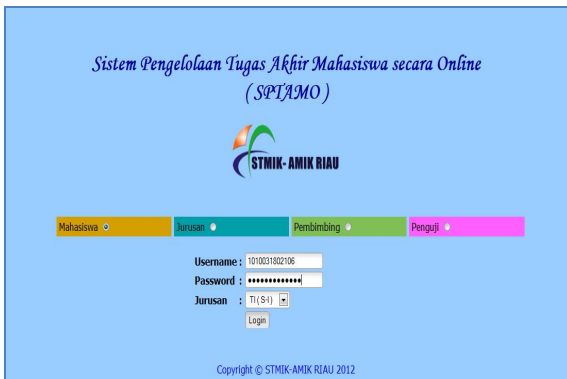 Sistem Pengelolaan Tugas Akhir Mahasiswa secara Online
( SPTAMO )
STMIK- AMIK RIAU
Mahasiswa Jurusan Pembimbing Penguji
Username : 1010031802106
Password : •••••••••••••
Jurusan : TI ( S-I )
Login
Copyright © STMIK-AMIK RIAU 2012